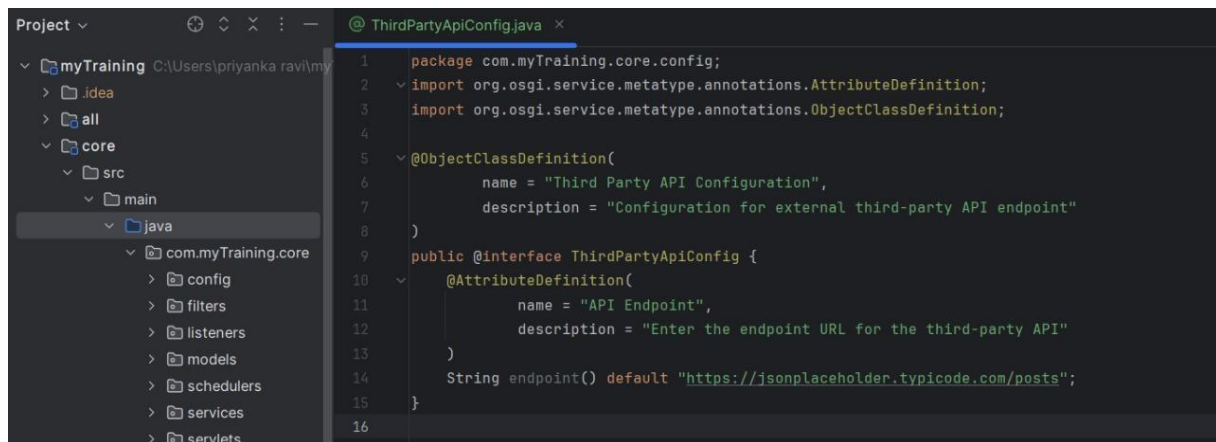 Project
myTraining C:\Users\priyanka ravi\my
.idea
all
core
src
main
java
com.myTraining.core
config
filters
listeners
models
schedulers
services
servlets
@ ThirdPartyApiConfig.java ×
1 package com.myTraining.core.config;
2 import org.osgi.service.metatype.annotations.AttributeDefinition;
3 import org.osgi.service.metatype.annotations.ObjectClassDefinition;
4
5 @ObjectClassDefinition(
6 name = "Third Party API Configuration",
7 description = "Configuration for external third-party API endpoint"
8 )
9 public @interface ThirdPartyApiConfig {
10 @AttributeDefinition(
11 name = "API Endpoint",
12 description = "Enter the endpoint URL for the third-party API"
13 )
14 String endpoint() default "https://jsonplaceholder.typicode.com/posts";
15 }
16